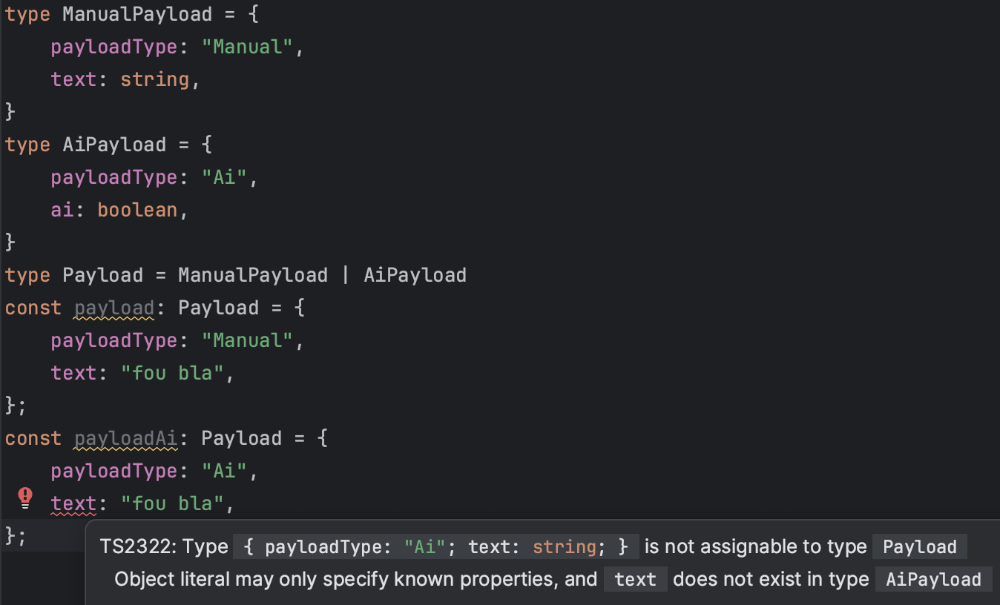 type ManualPayload = {
    payloadType: "Manual",
    text: string,
}
type AiPayload = {
    payloadType: "Ai",
    ai: boolean,
}
type Payload = ManualPayload | AiPayload
const payload: Payload = {
    payloadType: "Manual",
    text: "fou bla",
};
const payloadAi: Payload = {
    payloadType: "Ai",
    text: "fou bla",
};
TS2322: Type { payloadType: "Ai"; text: string; } is not assignable to type Payload
Object literal may only specify known properties, and text does not exist in type AiPayload